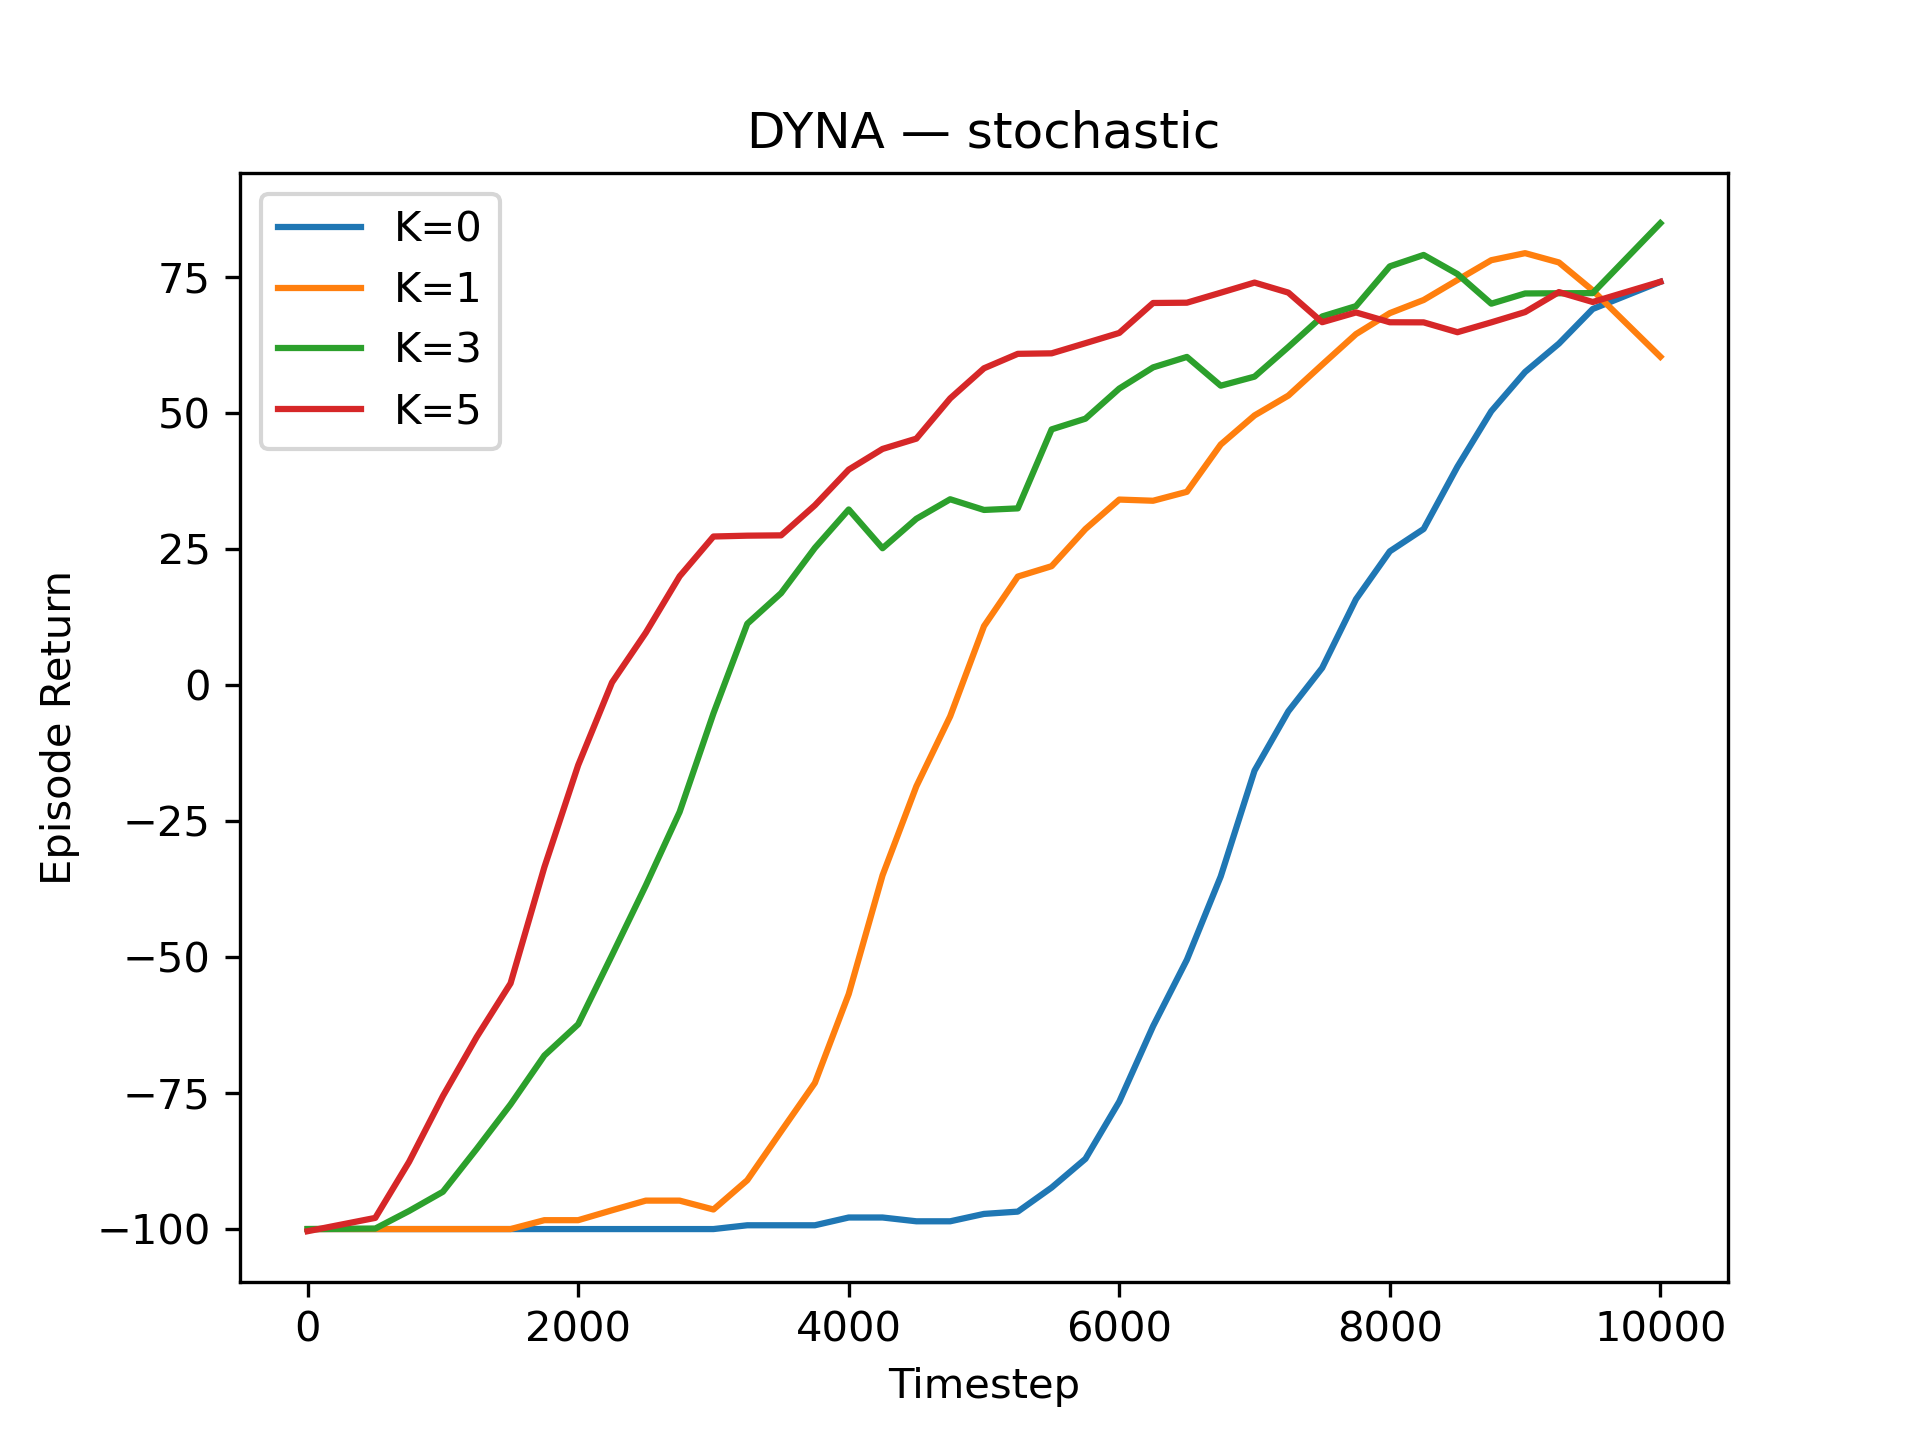 DYNA — stochastic
K=0
K=1
K=3
K=5
75
50
25
0
−25
−50
−75
−100
Episode Return
0 2000 4000 6000 8000 10000
Timestep